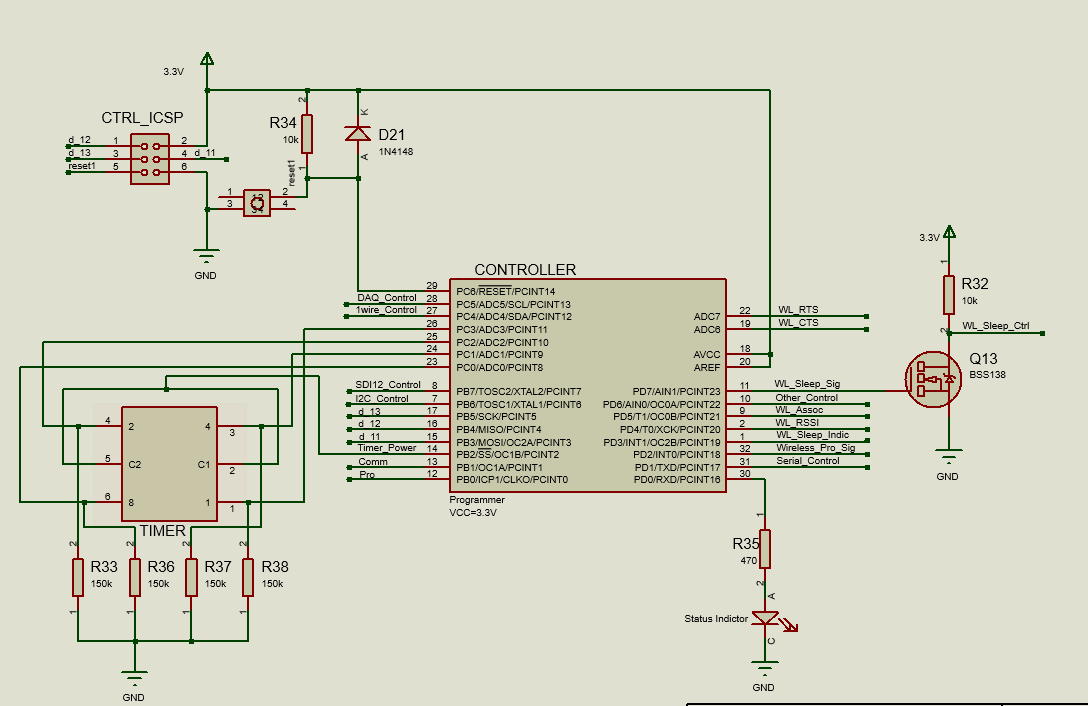 3.3V
CTRL_ICSP
d_12 1 2
d_13 3 4 d_11
reset1 5 6
GND
2
R34
10k
1
reset1
K
D21
1N4148
A
1 2
3 4
CONTROLLER
29 PC6/RESET/PCINT14
DAQ_Control 28 PC5/ADC5/SCL/PCINT13
1wire_Control 27 PC4/ADC4/SDA/PCINT12
26 PC3/ADC3/PCINT11
25 PC2/ADC2/PCINT10
24 PC1/ADC1/PCINT9
23 PC0/ADC0/PCINT8
SDI12_Control 8 PB7/TOSC2/XTAL2/PCINT7
I2C_Control 7 PB6/TOSC1/XTAL1/PCINT6
d_13 17 PB5/SCK/PCINT5
d_12 16 PB4/MISO/PCINT4
d_11 15 PB3/MOSI/OC2A/PCINT3
Timer_Power 14 PB2/SS/OC1B/PCINT2
Comm 13 PB1/OC1A/PCINT1
Pro 12 PB0/ICP1/CLKO/PCINT0
ADC7 22 WL_RTS
ADC6 19 WL_CTS
AVCC 18
AREF 20
PD7/AIN1/PCINT23 11 WL_Sleep_Sig
PD6/AIN0/OC0A/PCINT22 10 Other_Control
PD5/T1/OC0B/PCINT21 9 WL_Assoc
PD4/T0/XCK/PCINT20 2 WL_RSSI
PD3/INT1/OC2B/PCINT19 1 WL_Sleep_Indic
PD2/INT0/PCINT18 32 Wireless_Pro_Sig
PD1/TXD/PCINT17 31 Serial_Control
PD0/RXD/PCINT16 30
Programmer
VCC=3.3V
3.3V
1
R32
10k
2
WL_Sleep_Ctrl
Q13
BSS138
GND
4 2 4 3
5 C2 C1 2
6 8 1 1
TIMER
2 2 2 2
R33 R36 R37 R38
150k 150k 150k 150k
1 1 1 1
GND
1
R35
470
2
A
Status Indictor
C
GND